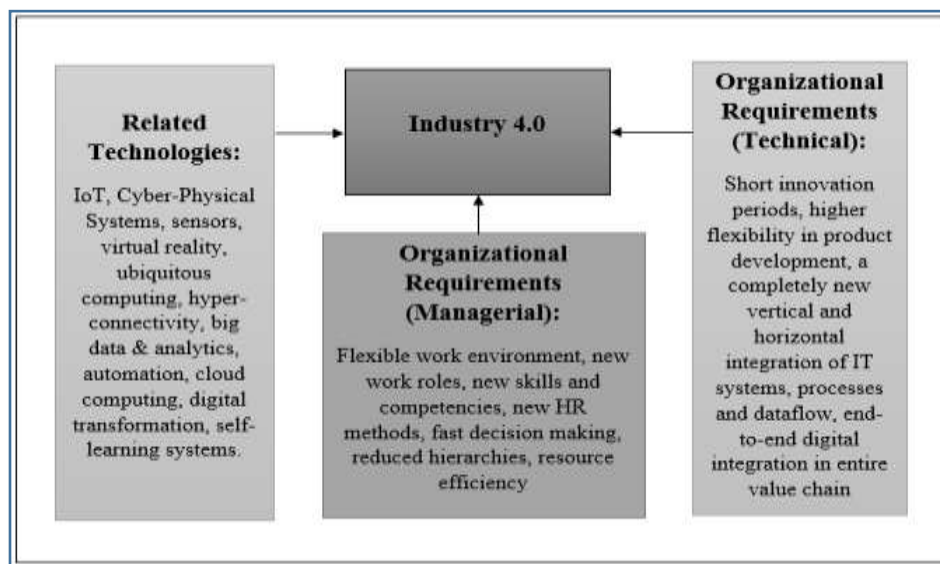 Related
Technologies:
IoT, Cyber-Physical
Systems, sensors,
virtual reality,
ubiquitous
computing, hyper-
connectivity, big
data & analytics,
automation, cloud
computing, digital
transformation, self-
learning systems.
Industry 4.0
Organizational
Requirements
(Managerial):
Flexible work environment, new
work roles, new skills and
competencies, new HR
methods, fast decision making,
reduced hierarchies, resource
efficiency
Organizational
Requirements
(Technical):
Short innovation
periods, higher
flexibility in product
development, a
completely new
vertical and
horizontal
integration of IT
systems, processes
and dataflow, end-
to-end digital
integration in entire
value chain